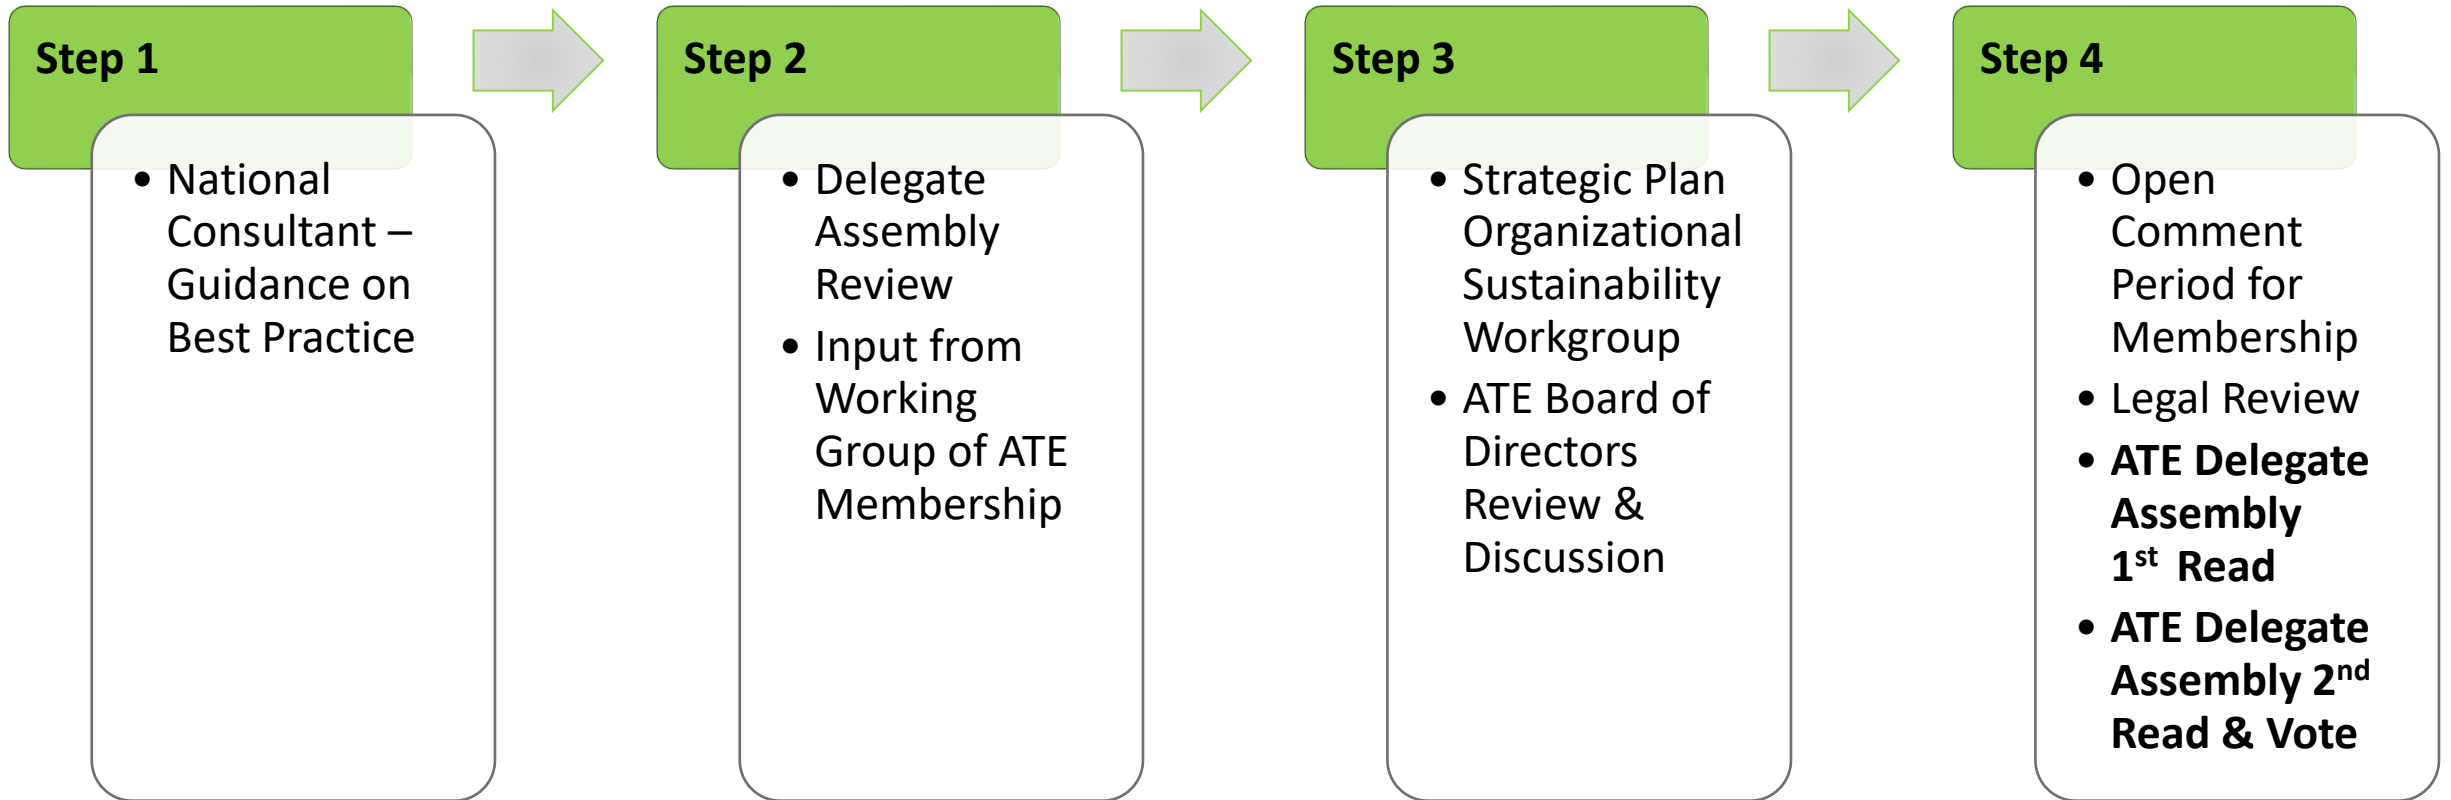 Step 1
• National
Consultant –
Guidance on
Best Practice
Step 2
• Delegate
Assembly
Review
• Input from
Working
Group of ATE
Membership
Step 3
• Strategic Plan
Organizational
Sustainability
Workgroup
• ATE Board of
Directors
Review &
Discussion
Step 4
• Open
Comment
Period for
Membership
• Legal Review
• ATE Delegate
Assembly
1st Read
• ATE Delegate
Assembly 2nd
Read & Vote